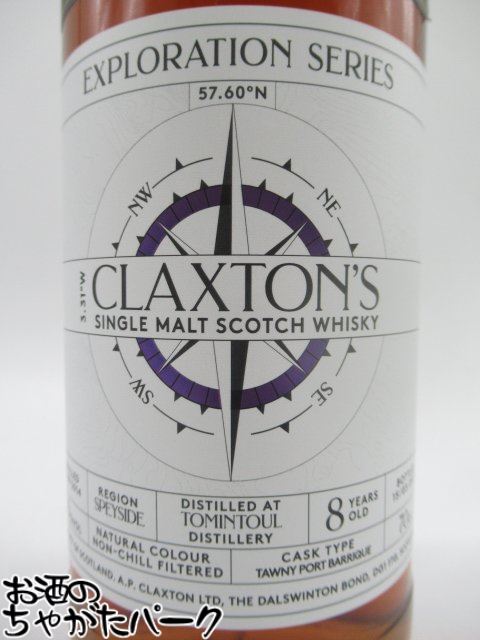 EXPLORATION SERIES
57.60°N
NW
NE
3.31°W
CLAXTON'S
SINGLE MALT SCOTCH WHISKY
SW
SE
REGION
SPEYSIDE
DISTILLED AT
TOMINTOUL
DISTILLERY
8 YEARS OLD
NATURAL COLOUR
NON-CHILL FILTERED
CASK TYPE
TAWNY PORT BARRIQUE
SCOTLAND, A.P. CLAXTON LTD, THE DALSWINTON BOND,
お酒の
ちゃがたパーク